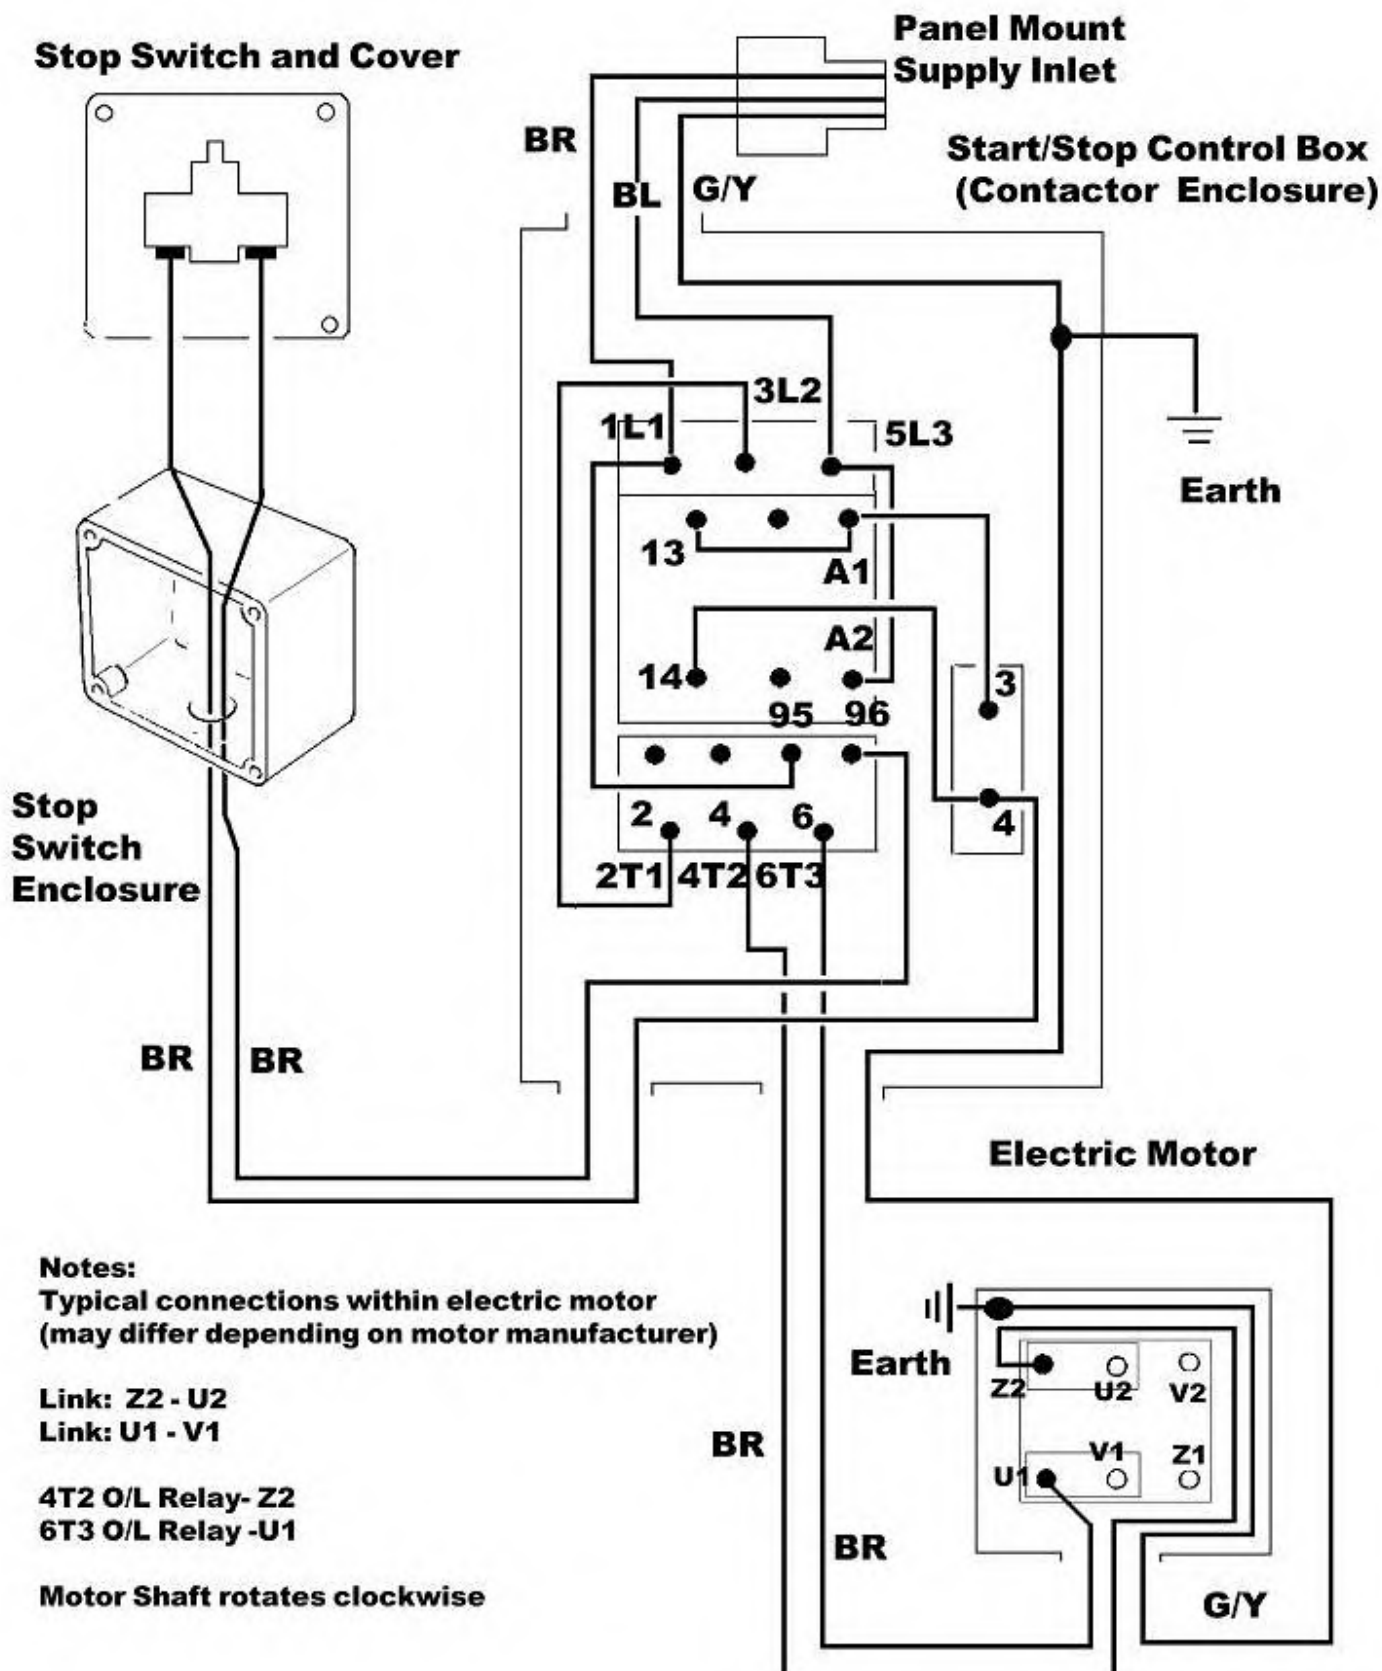 Stop Switch and Cover
Panel Mount
Supply Inlet
BR
BL
G/Y
Start/Stop Control Box
(Contactor Enclosure)
3L2
1L1
5L3
Earth
13
A1
A2
14
3
95
96
Stop
Switch
Enclosure
2
4
6
4
2T1
4T2
6T3
BR
BR
Electric Motor
Notes:
Typical connections within electric motor
(may differ depending on motor manufacturer)
Link: Z2 - U2
Link: U1 - V1
4T2 O/L Relay- Z2
6T3 O/L Relay -U1
Motor Shaft rotates clockwise
Earth
Z2
U2
V2
BR
V1
Z1
U1
BR
G/Y